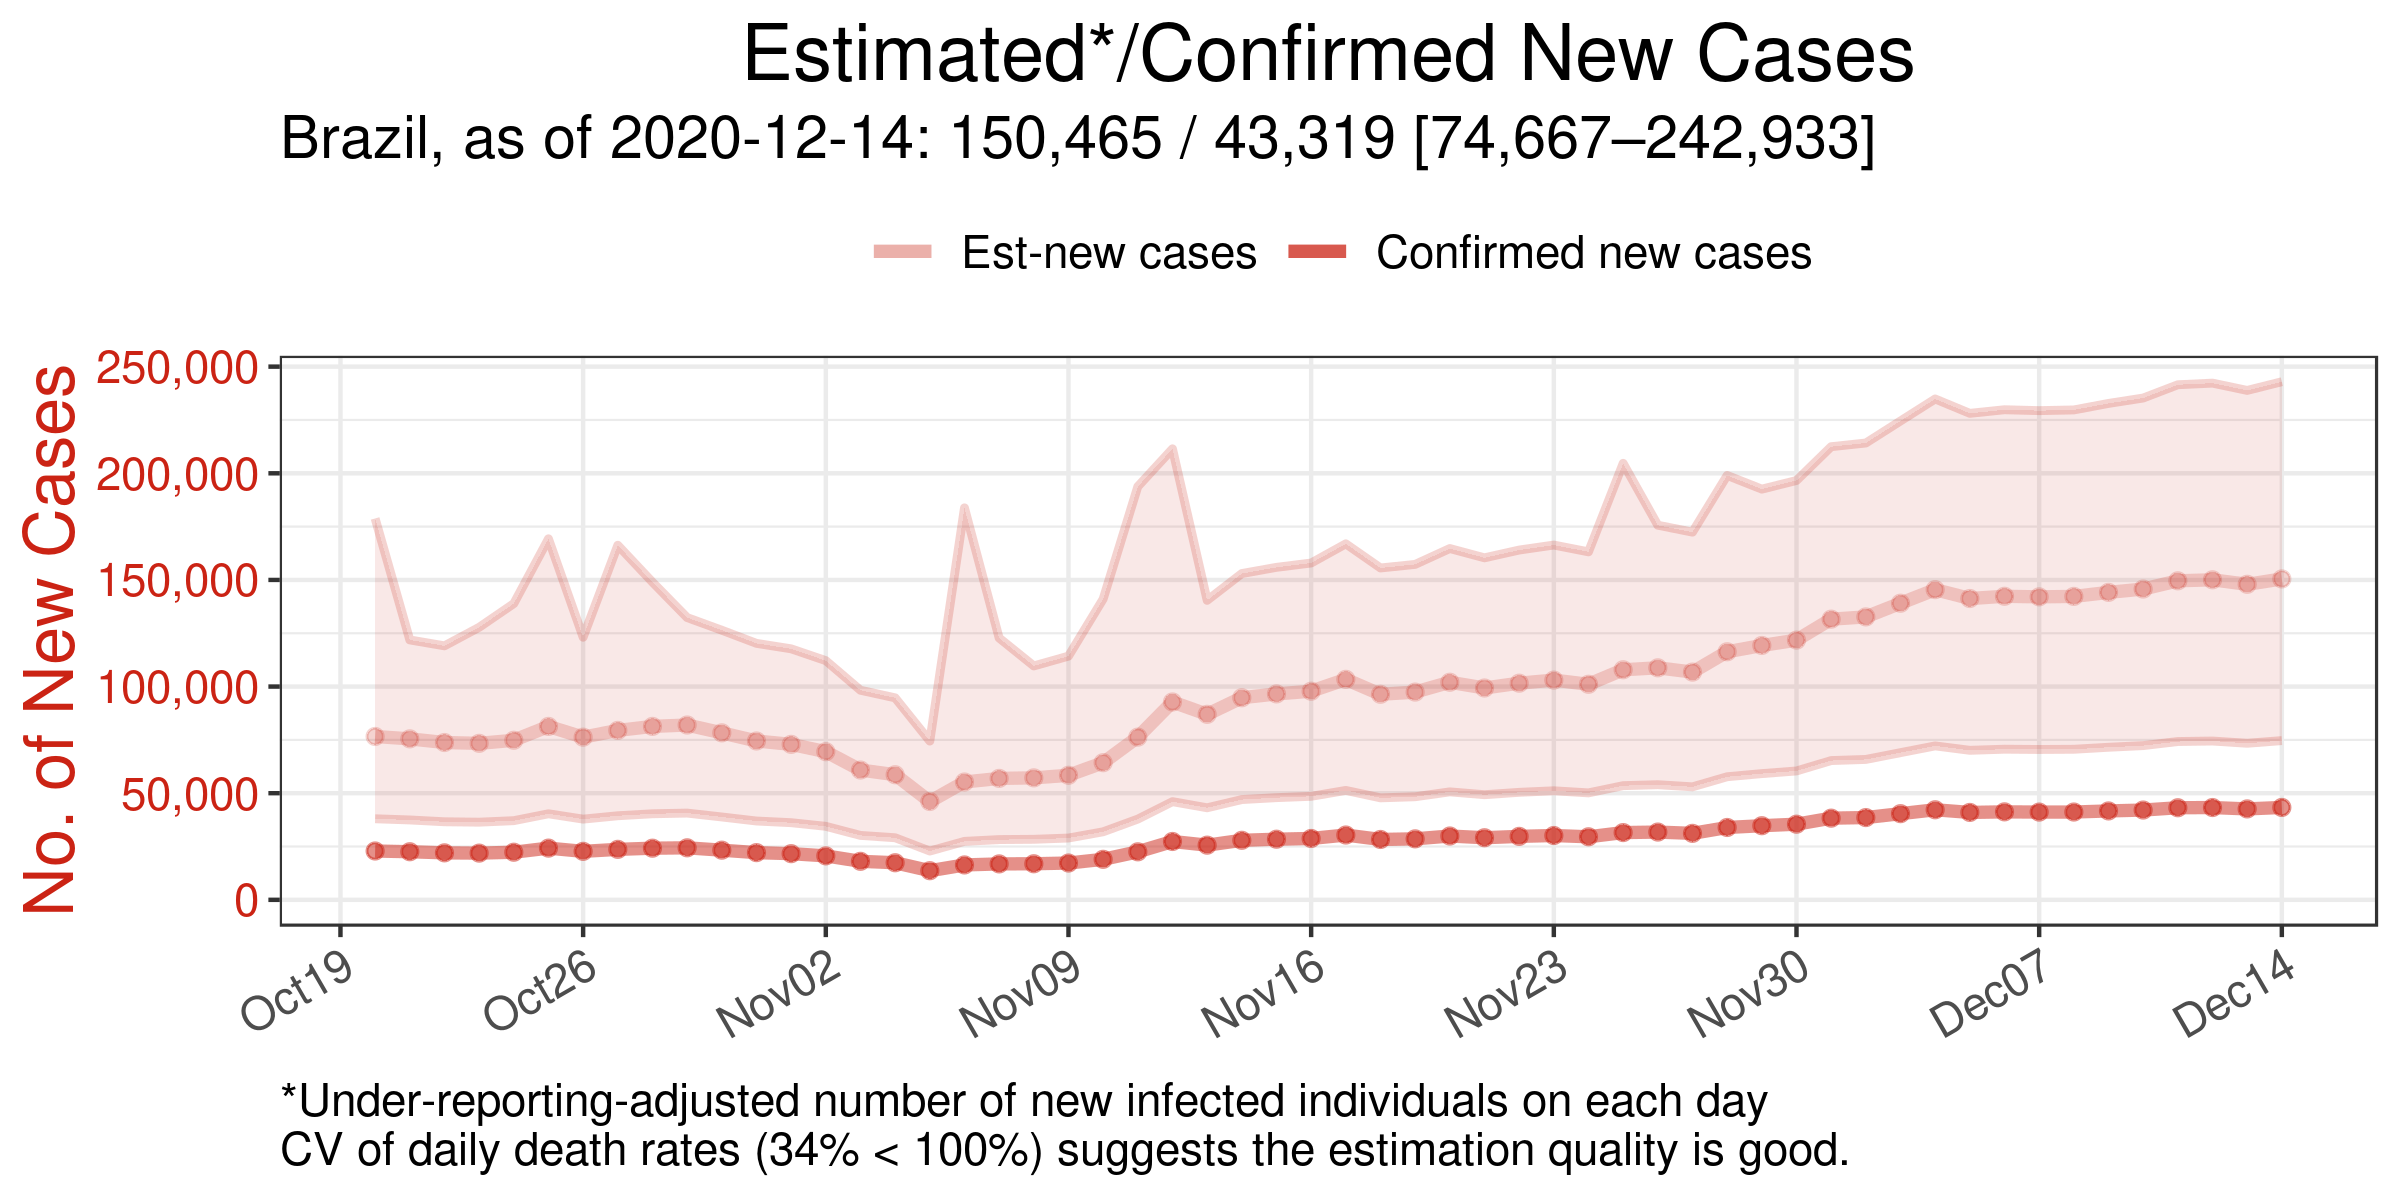 Estimated*/Confirmed New Cases
Brazil, as of 2020-12-14: 150,465 / 43,319 [74,667–242,933]
Est-new cases Confirmed new cases
No. of New Cases
250,000
200,000
150,000
100,000
50,000
0
Oct19 Oct26 Nov02 Nov09 Nov16 Nov23 Nov30 Dec07 Dec14
*Under-reporting-adjusted number of new infected individuals on each day
CV of daily death rates (34% < 100%) suggests the estimation quality is good.